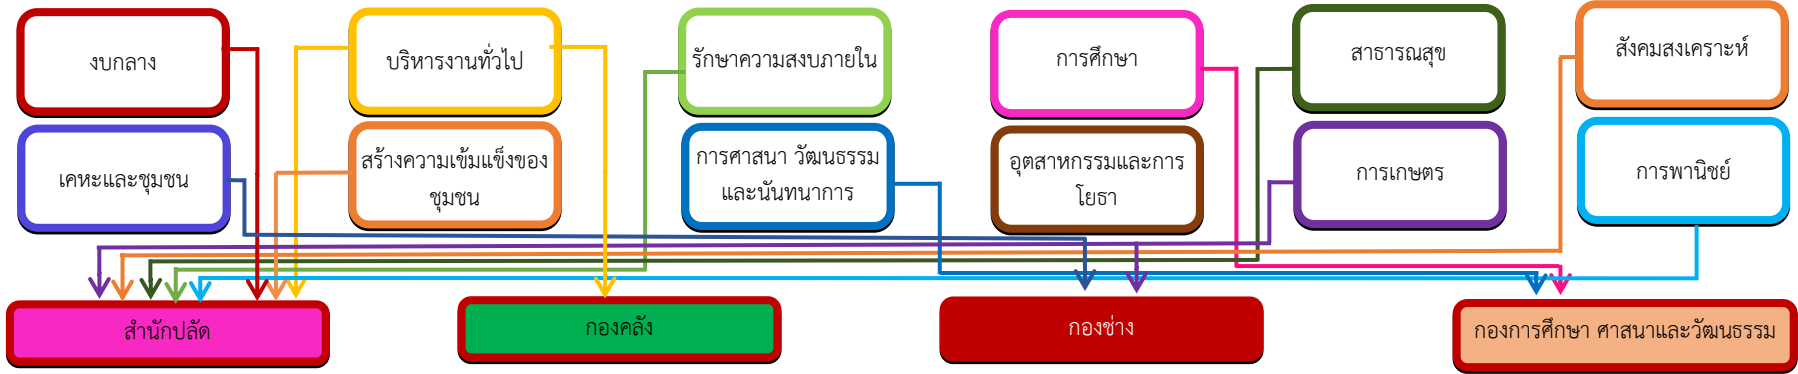 งบกลาง
บริหารงานทั่วไป
รักษาความสงบภายใน
การศึกษา
สาธารณสุข
สังคมสงเคราะห์
เคหะและชุมชน
สร้างความเข้มแข็งของ
ชุมชน
การศาสนา วัฒนธรรม
และนันทนาการ
อุตสาหกรรมและการ
โยธา
การเกษตร
การพานิชย์
สำนักปลัด
กองคลัง
กองช่าง
กองการศึกษา ศาสนาและวัฒนธรรม